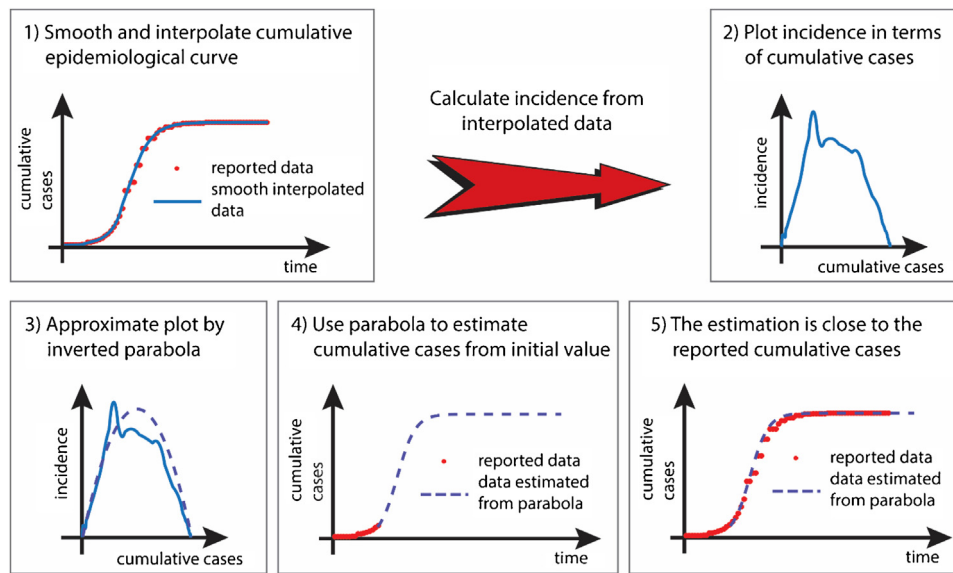 1) Smooth and interpolate cumulative
epidemiological curve
cumulative
cases
reported data
smooth interpolated
data
time
Calculate incidence from
interpolated data
2) Plot incidence in terms
of cumulative cases
incidence
cumulative cases
3) Approximate plot by
inverted parabola
incidence
cumulative cases
4) Use parabola to estimate
cumulative cases from initial value
cumulative
cases
reported data
data estimated
from parabola
time
5) The estimation is close to the
reported cumulative cases
cumulative
cases
reported data
data estimated
from parabola
time